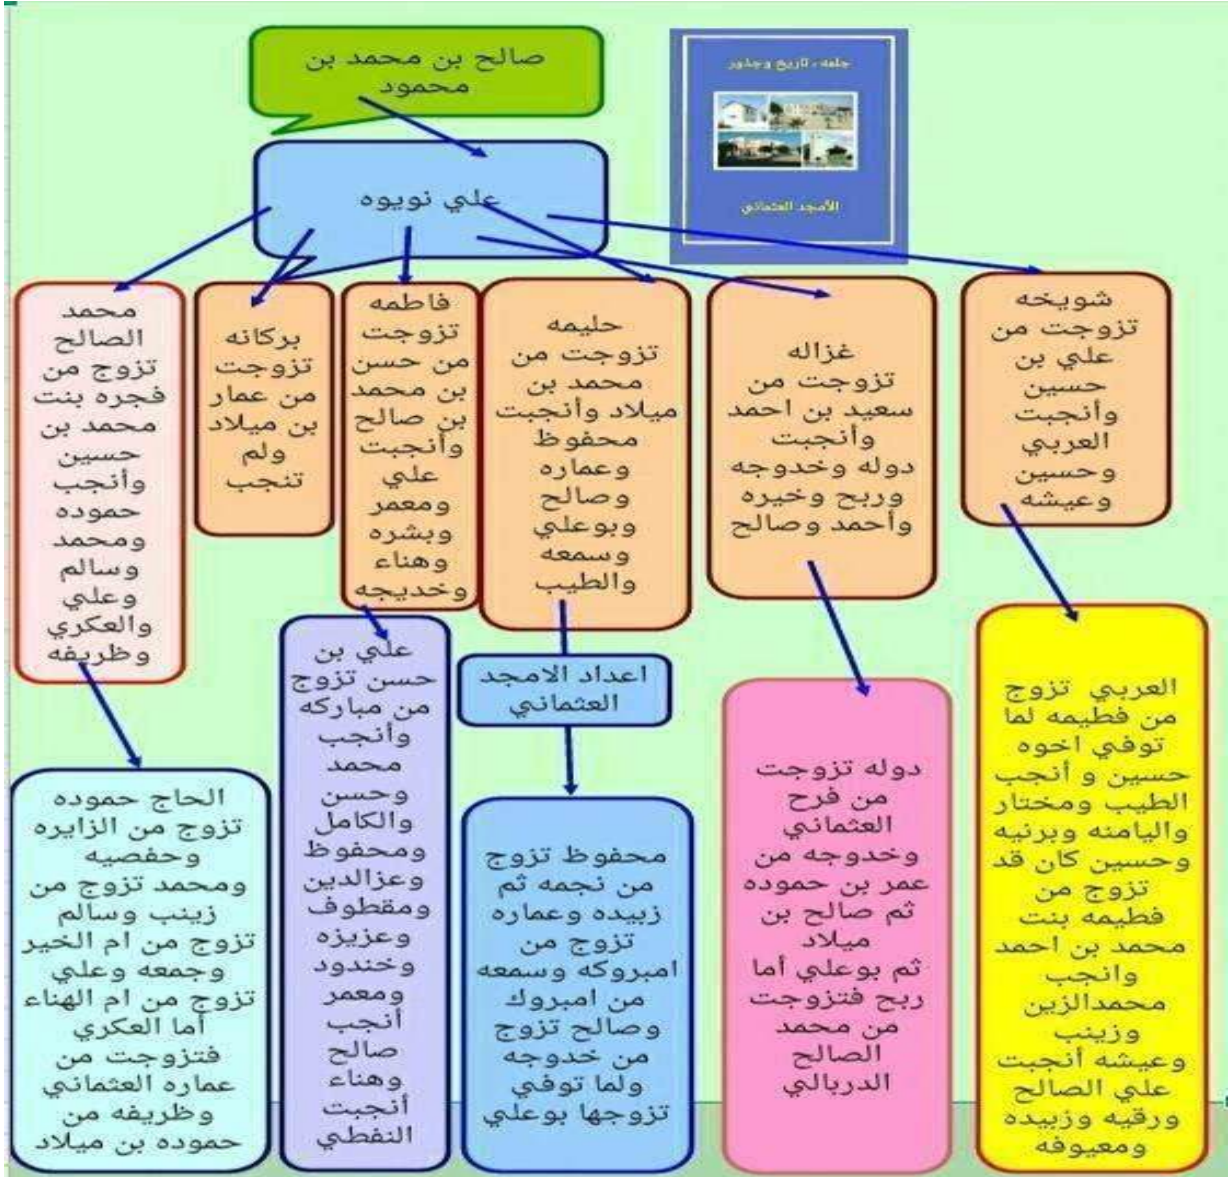 صالح بن محمد بن
محمود
جلمه ، تاريخ وجذور
الأمجد العثماني
علي نويوه
شويخه
تزوجت من
علي بن
حسين
وأنجبت
العربي
وحسين
وعيشه
غزاله
تزوجت من
سعيد بن احمد
وأنجبت
دوله وخدوجه
وربح وخيره
وأحمد وصالح
حليمه
تزوجت من
محمد بن
ميلاد وأنجبت
محفوظ
وعماره
وصالح
وبوعلي
وسمعه
والطيب
فاطمه
تزوجت
من حسن
بن محمد
بن صالح
وأنجبت
علي
ومعمر
وبشره
وهناء
وخديجه
بركانه
تزوجت
من عمار
بن ميلاد
ولم
تنجب
محمد
الصالح
تزوج من
فجره بنت
محمد بن
حسين
وأنجب
حموده
ومحمد
وسالم
وعلي
والعكري
وظريفه
العربي تزوج
من فطيمه لما
توفي اخوه
حسين و أنجب
الطيب ومختار
واليامنه وبرنيه
وحسين كان قد
تزوج من
فطيمه بنت
محمد بن احمد
وانجب
محمدالزين
وزينب
وعيشه أنجبت
علي الصالح
ورقيه وزبيده
ومعيوفه
دوله تزوجت
من فرح
العثماني
وخدوجه من
عمر بن حموده
ثم صالح بن
ميلاد
ثم بوعلي أما
ربح فتزوجت
من محمد
الصالح
الدربالي
اعداد الامجد
العثماني
محفوظ تزوج
من نجمه ثم
زبيده وعماره
تزوج من
امبروكه وسمعه
من امبروك
وصالح تزوج
من خدوجه
ولما توفي
تزوجها بوعلي
علي بن
حسن تزوج
من مباركه
وأنجب
محمد
وحسن
والكامل
ومحفوظ
وعزالدين
ومقطوف
وعزيزه
وخندود
ومعمر
أنجب
صالح
وهناء
أنجبت
النفطي
الحاج حموده
تزوج من الزايره
وحفصيه
ومحمد تزوج من
زينب وسالم
تزوج من ام الخير
وجمعه وعلي
تزوج من ام الهناء
أما العكري
فتزوجت من
عماره العثماني
وظريفه من
حموده بن ميلاد